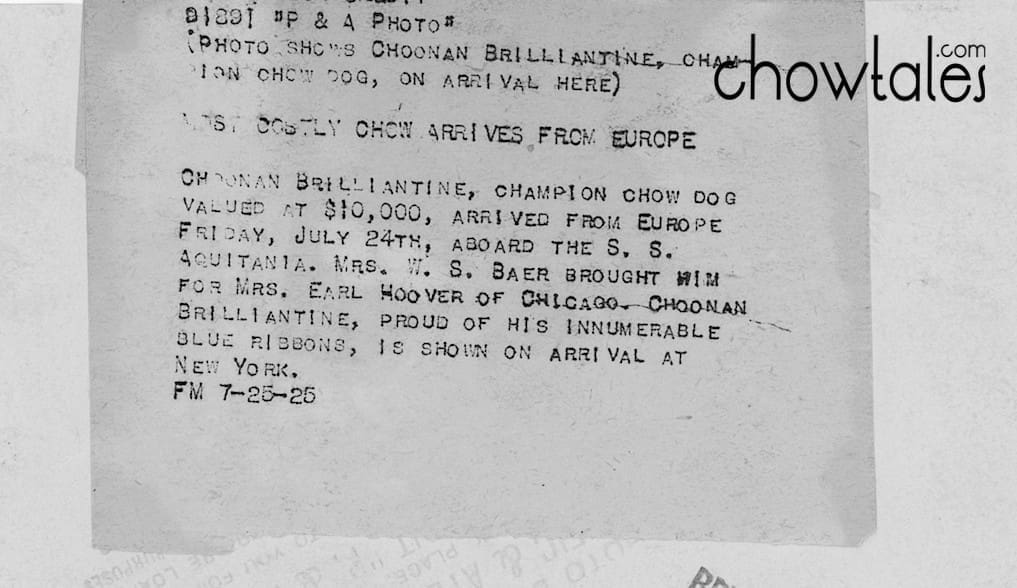 D1891 "P & A PHOTO"
(PHOTO SHOWS CHOONAN BRILLIANTINE, CHAM-
PION CHOW DOG, ON ARRIVAL HERE)
MOST COSTLY CHOW ARRIVES FROM EUROPE
CHOONAN BRILLIANTINE, CHAMPION CHOW DOG
VALUED AT $10,000, ARRIVED FROM EUROPE
FRIDAY, JULY 24TH, ABOARD THE S. S.
AQUITANIA. MRS. W. S. BAER BROUGHT HIM
FOR MRS. EARL HOOVER OF CHICAGO. CHOONAN
BRILLIANTINE, PROUD OF HIS INNUMERABLE
BLUE RIBBONS, IS SHOWN ON ARRIVAL AT
NEW YORK.
FM 7-25-25
chowtales.com